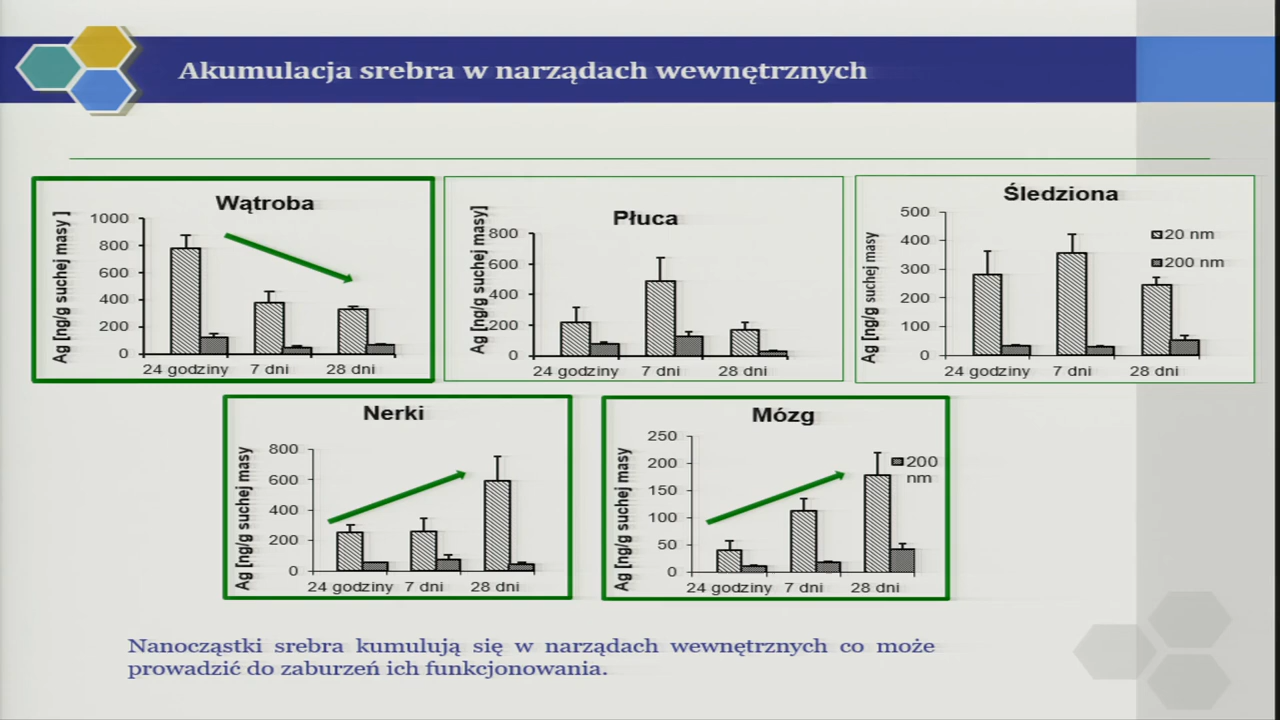 Akumulacja srebra w narządach wewnętrznych
Wątroba
Ag [ng/g suchej masy ]
1000
800
600
400
200
0
24 godziny 7 dni 28 dni
Płuca
Ag [ng/g suchej masy]
800
600
400
200
0
24 godziny 7 dni 28 dni
Śledziona
Ag [ng/g suchej masy
500
400
300
200
100
0
20 nm
200 nm
24 godziny 7 dni 28 dni
Nerki
Ag [ng/g suchej masy
800
600
400
200
0
24 godziny 7 dni 28 dni
Mózg
Ag [ng/g suchej masy
250
200
150
100
50
0
200
nm
24 godziny 7 dni 28 dni
Nanocząstki srebra kumulują się w narządach wewnętrznych co może
prowadzić do zaburzeń ich funkcjonowania.